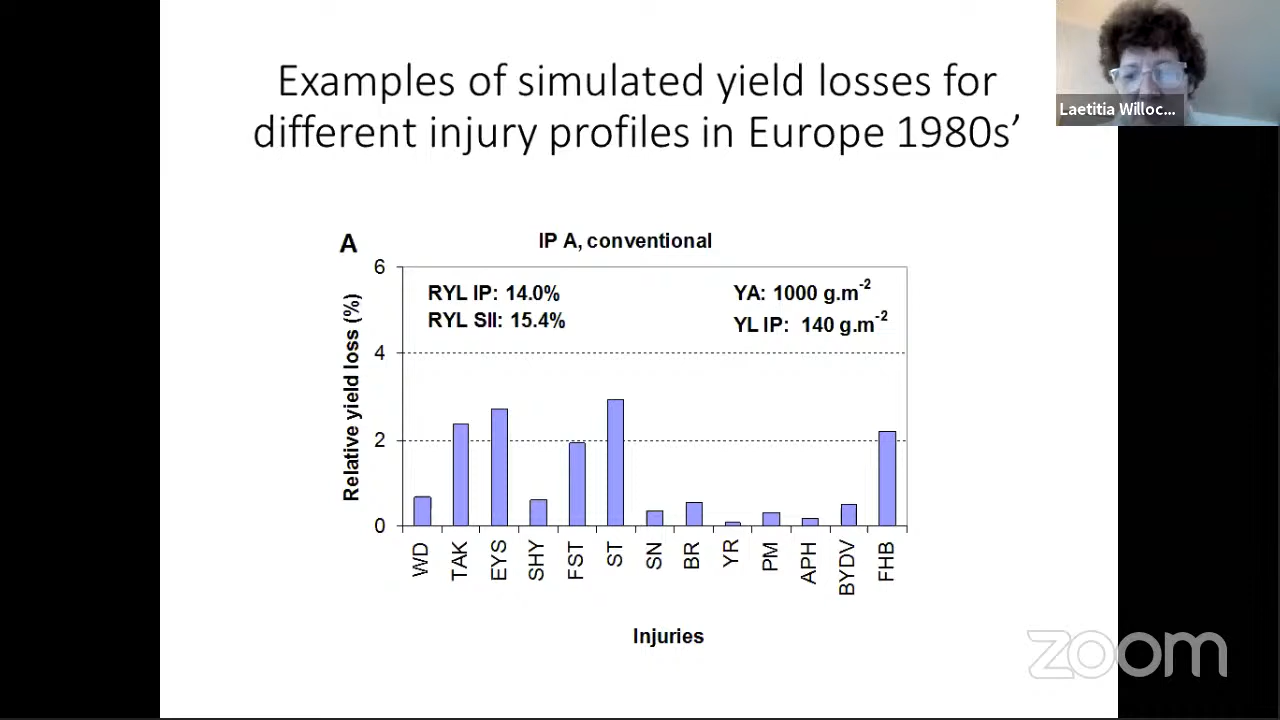 Examples of simulated yield losses for
different injury profiles in Europe 1980s’
Laetitia Willoc...
A
IP A, conventional
RYL IP: 14.0%
RYL SII: 15.4%
YA: 1000 g.m-2
YL IP: 140 g.m-2
Relative yield loss (%)
6
4
2
0
WD
TAK
EYS
SHY
FST
ST
SN
BR
YR
PM
APH
BYDV
FHB
Injuries
zoom